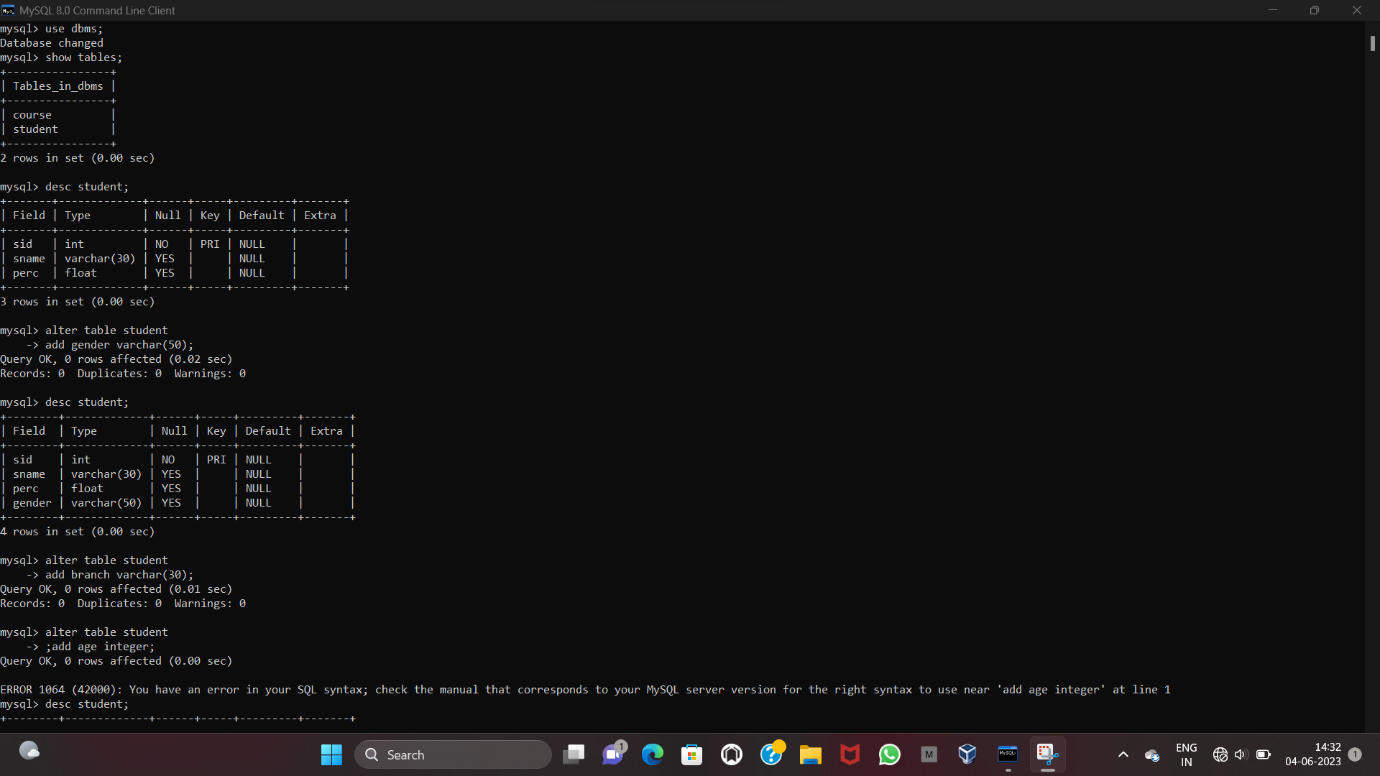 MySQL 8.0 Command Line Client
mysql> use dbms;
Database changed
mysql> show tables;
+----------------+
| Tables_in_dbms |
+----------------+
| course         |
| student        |
+----------------+
2 rows in set (0.00 sec)
mysql> desc student;
+-------+-------------+------+-----+---------+-------+
| Field | Type        | Null | Key | Default | Extra |
+-------+-------------+------+-----+---------+-------+
| sid   | int         | NO   | PRI | NULL    |       |
| sname | varchar(30) | YES  |     | NULL    |       |
| perc  | float       | YES  |     | NULL    |       |
+-------+-------------+------+-----+---------+-------+
3 rows in set (0.00 sec)
mysql> alter table student
    -> add gender varchar(50);
Query OK, 0 rows affected (0.02 sec)
Records: 0  Duplicates: 0  Warnings: 0
mysql> desc student;
+--------+-------------+------+-----+---------+-------+
| Field  | Type        | Null | Key | Default | Extra |
+--------+-------------+------+-----+---------+-------+
| sid    | int         | NO   | PRI | NULL    |       |
| sname  | varchar(30) | YES  |     | NULL    |       |
| perc   | float       | YES  |     | NULL    |       |
| gender | varchar(50) | YES  |     | NULL    |       |
+--------+-------------+------+-----+---------+-------+
4 rows in set (0.00 sec)
mysql> alter table student
    -> add branch varchar(30);
Query OK, 0 rows affected (0.01 sec)
Records: 0  Duplicates: 0  Warnings: 0
mysql> alter table student
    -> ;add age integer;
Query OK, 0 rows affected (0.00 sec)
ERROR 1064 (42000): You have an error in your SQL syntax; check the manual that corresponds to your MySQL server version for the right syntax to use near 'add age integer' at line 1
mysql> desc student;
+--------+-------------+------+-----+---------+-------+
Search
1
M
MySQL
ENG
IN
14:32
04-06-2023
1